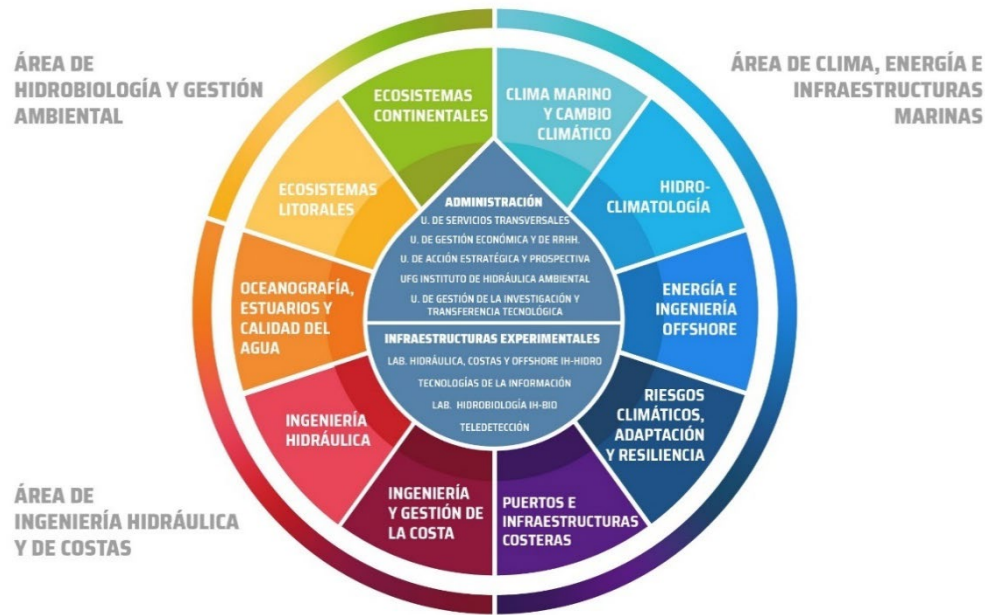 ÁREA DE
HIDROBIOLOGÍA Y GESTIÓN
AMBIENTAL
ÁREA DE CLIMA, ENERGÍA E
INFRAESTRUCTURAS
MARINAS
ECOSISTEMAS
CONTINENTALES
CLIMA MARINO
Y CAMBIO
CLIMÁTICO
HIDRO-
CLIMATOLOGÍA
ENERGÍA E
INGENIERÍA
OFFSHORE
RIESGOS
CLIMÁTICOS,
ADAPTACIÓN
Y RESILIENCIA
PUERTOS E
INFRAESTRUCTURAS
COSTERAS
INGENIERÍA
Y GESTIÓN DE
LA COSTA
INGENIERÍA
HIDRÁULICA
OCEANOGRAFÍA,
ESTUARIOS Y
CALIDAD DEL
AGUA
ECOSISTEMAS
LITORALES
ADMINISTRACIÓN
U. DE SERVICIOS TRANSVERSALES
U. DE GESTIÓN ECONÓMICA Y DE RRHH.
U. DE ACCIÓN ESTRATÉGICA Y PROSPECTIVA
UFG INSTITUTO DE HIDRÁULICA AMBIENTAL
U. DE GESTIÓN DE LA INVESTIGACIÓN Y
TRANSFERENCIA TECNOLÓGICA
INFRAESTRUCTURAS EXPERIMENTALES
LAB. HIDRÁULICA, COSTAS Y OFFSHORE IH-HIDRO
TECNOLOGÍAS DE LA INFORMACIÓN
LAB. HIDROBIOLOGÍA IH-BIO
TELEDETECCIÓN
ÁREA DE
INGENIERÍA HIDRÁULICA
Y DE COSTAS